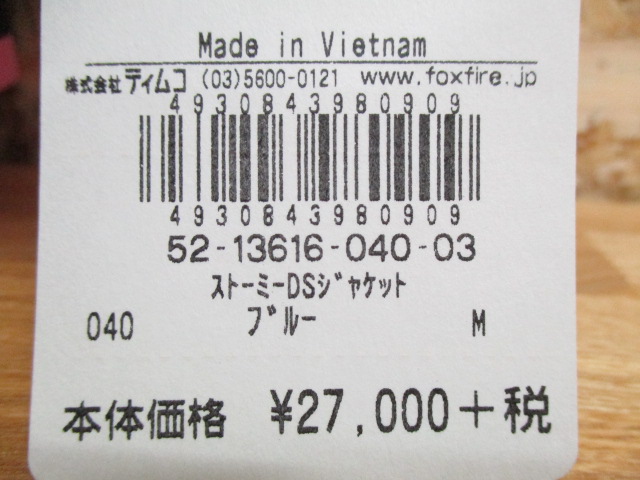 Made in Vietnam
株式会社 ティムコ (03)5600-0121 www.foxfire.jp
4930843980909
4930843980909
52-13616-040-03
ｽﾄｰﾐｰDSｼﾞｬｹｯﾄ
040 ﾌﾞﾙｰ M
本体価格 ¥27,000+税